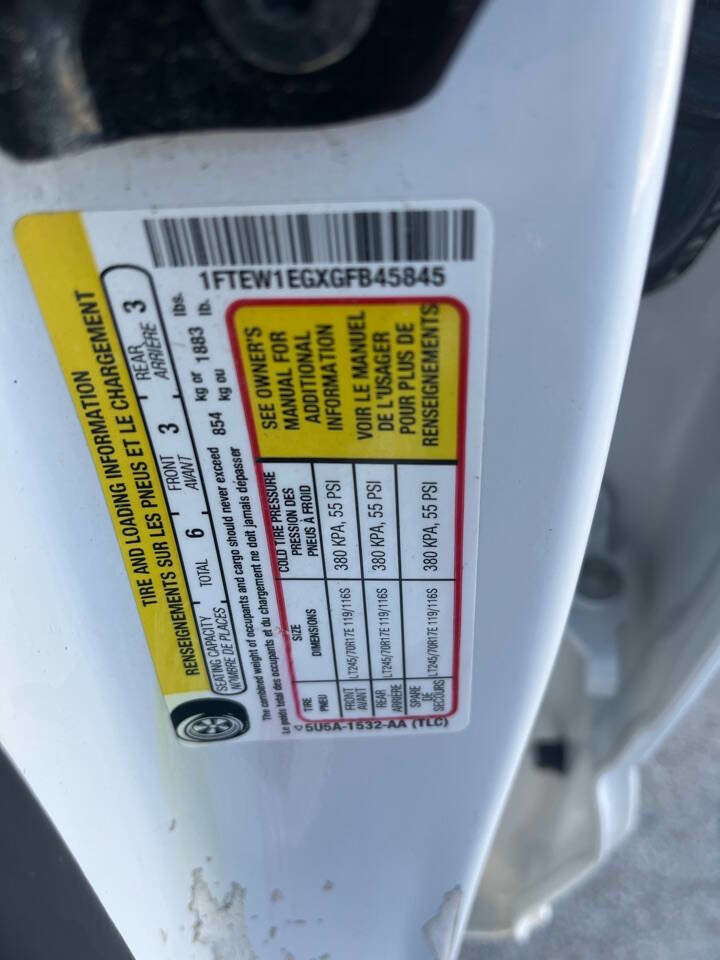 1FTEW1EGXGFB45845
TIRE AND LOADING INFORMATION
RENSEIGNEMENTS SUR LES PNEUS ET LE CHARGEMENT
SEATING CAPACITY TOTAL 6 FRONT 3 REAR 3
NOMBRE DE PLACES AVANT ARRIÈRE
The combined weight of occupants and cargo should never exceed 854 kg or 1883 lbs.
Le poids total des occupants et du chargement ne doit jamais dépasser kg ou lb.
TIRE SIZE COLD TIRE PRESSURE
PNEU DIMENSIONS PRESSION DES
PNEUS À FROID
FRONT LT245/70R17E 119/116S 380 KPA, 55 PSI
AVANT
REAR LT245/70R17E 119/116S 380 KPA, 55 PSI
ARRIÈRE
SPARE LT245/70R17E 119/116S 380 KPA, 55 PSI
DE
SECOURS
SEE OWNER'S
MANUAL FOR
ADDITIONAL
INFORMATION
VOIR LE MANUEL
DE L'USAGER
POUR PLUS DE
RENSEIGNEMENTS
5U5A-1532-AA (TLC)